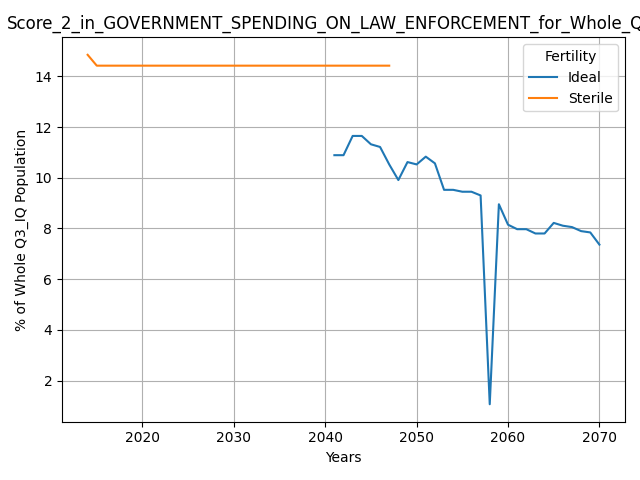 Score_2_in_GOVERNMENT_SPENDING_ON_LAW_ENFORCEMENT_for_Whole_Q
Fertility
Ideal
Sterile
% of Whole Q3_IQ Population
14
12
10
8
6
4
2
2020 2030 2040 2050 2060 2070
Years